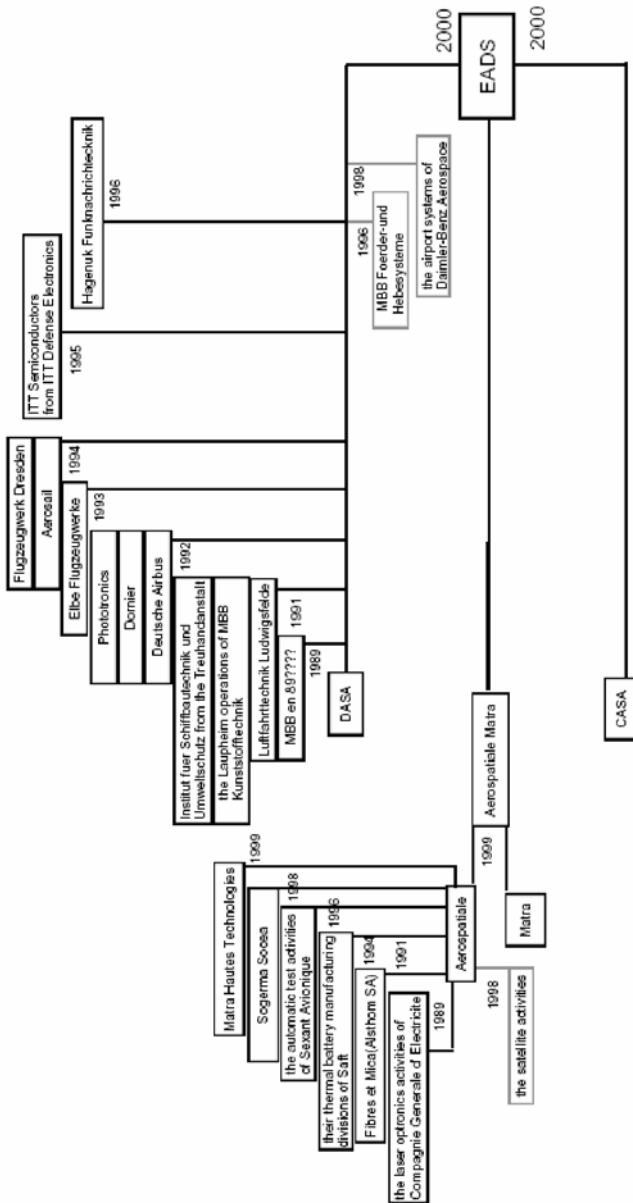 Flugzeugwerk Dresden
Aerosail
1994
Elbe Flugzeugwerke
1993
Phototronics
Dornier
Deutsche Airbus
1992
Institut fuer Schiffbautechnik und
Umweltschutz from the Treuhandanstalt
the Laupheim operations of MBB
Kunststofftechnik
Luftfahrttechnik Ludwigsfelde
1991
MBB en 89????
1989
DASA
ITT Semiconductors
from ITT Defense Electronics
1995
Hagenuk Funknachrichtecknik
1996
1996
MBB Foerder-und
Hebesysteme
1998
the airport systems of
Daimler-Benz Aerospace
2000
EADS
2000
Matra Hautes Technologies
1999
Sogerma Socea
1998
the automatic test activities
of Sexant Avionique
1996
their thermal battery manufacturing
divisions of Saft
1994
Fibres et Mica(Alsthom SA)
1991
the laser optronics activities of
Compagnie Generale d' Electricite
1989
Aerospatiale
1998
the satellite activities
Matra
1999
Aerospatiale Matra
CASA